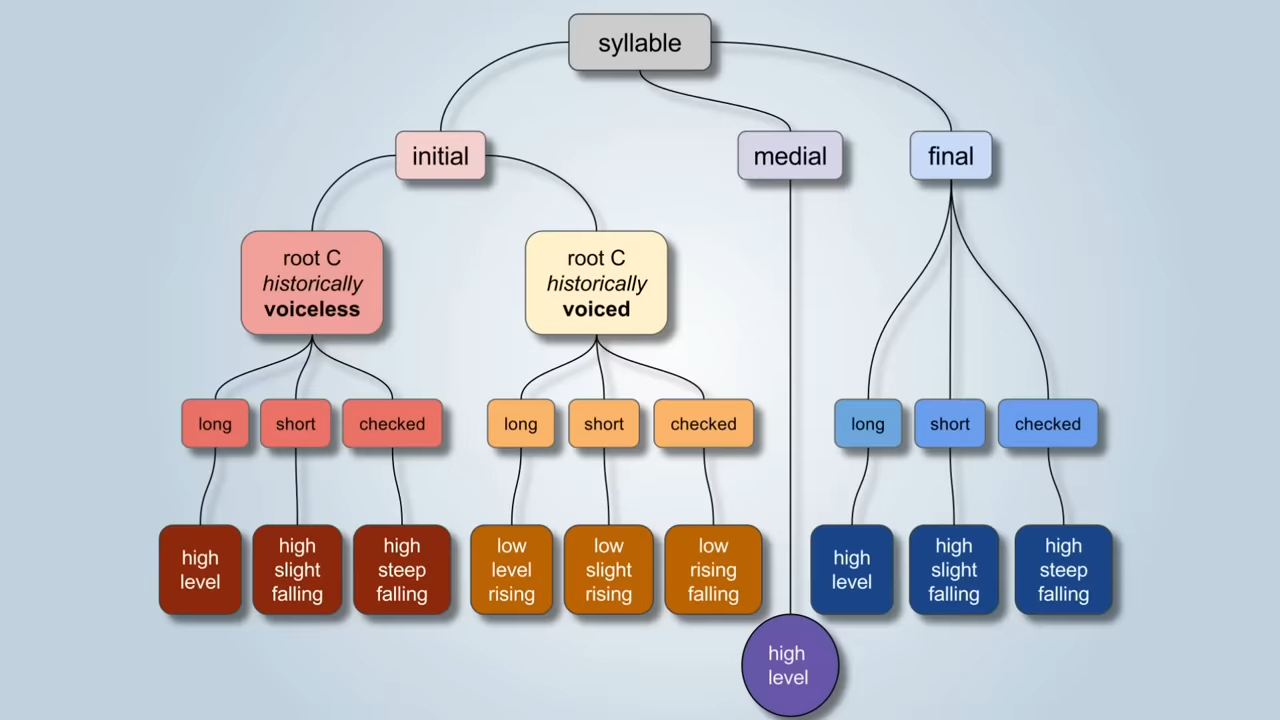 syllable
initial
medial
final
root C
historically
voiceless
root C
historically
voiced
long
short
checked
long
short
checked
long
short
checked
high
level
high
slight
falling
high
steep
falling
low
level
rising
low
slight
rising
low
rising
falling
high
level
high
slight
falling
high
steep
falling
high
level